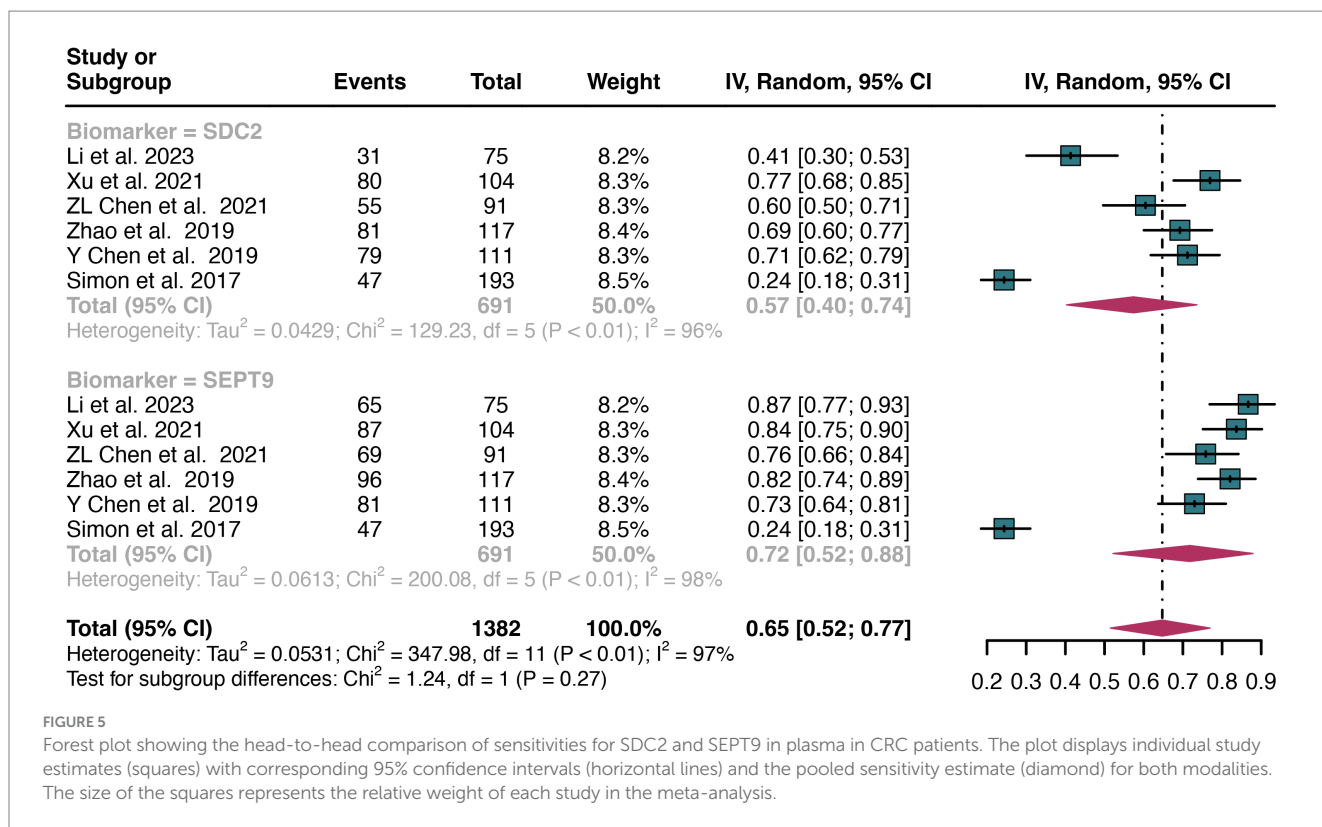 Study or
Subgroup Events Total Weight IV, Random, 95% CI IV, Random, 95% CI
Biomarker = SDC2
Li et al. 2023 31 75 8.2% 0.41 [0.30; 0.53]
Xu et al. 2021 80 104 8.3% 0.77 [0.68; 0.85]
ZL Chen et al. 2021 55 91 8.3% 0.60 [0.50; 0.71]
Zhao et al. 2019 81 117 8.4% 0.69 [0.60; 0.77]
Y Chen et al. 2019 79 111 8.3% 0.71 [0.62; 0.79]
Simon et al. 2017 47 193 8.5% 0.24 [0.18; 0.31]
Total (95% CI) 691 50.0% 0.57 [0.40; 0.74]
Heterogeneity: Tau² = 0.0429; Chi² = 129.23, df = 5 (P < 0.01); I² = 96%
Biomarker = SEPT9
Li et al. 2023 65 75 8.2% 0.87 [0.77; 0.93]
Xu et al. 2021 87 104 8.3% 0.84 [0.75; 0.90]
ZL Chen et al. 2021 69 91 8.3% 0.76 [0.66; 0.84]
Zhao et al. 2019 96 117 8.4% 0.82 [0.74; 0.89]
Y Chen et al. 2019 81 111 8.3% 0.73 [0.64; 0.81]
Simon et al. 2017 47 193 8.5% 0.24 [0.18; 0.31]
Total (95% CI) 691 50.0% 0.72 [0.52; 0.88]
Heterogeneity: Tau² = 0.0613; Chi² = 200.08, df = 5 (P < 0.01); I² = 98%
Total (95% CI) 1382 100.0% 0.65 [0.52; 0.77]
Heterogeneity: Tau² = 0.0531; Chi² = 347.98, df = 11 (P < 0.01); I² = 97%
Test for subgroup differences: Chi² = 1.24, df = 1 (P = 0.27)
0.2 0.3 0.4 0.5 0.6 0.7 0.8 0.9
FIGURE 5
Forest plot showing the head-to-head comparison of sensitivities for SDC2 and SEPT9 in plasma in CRC patients. The plot displays individual study
estimates (squares) with corresponding 95% confidence intervals (horizontal lines) and the pooled sensitivity estimate (diamond) for both modalities.
The size of the squares represents the relative weight of each study in the meta-analysis.